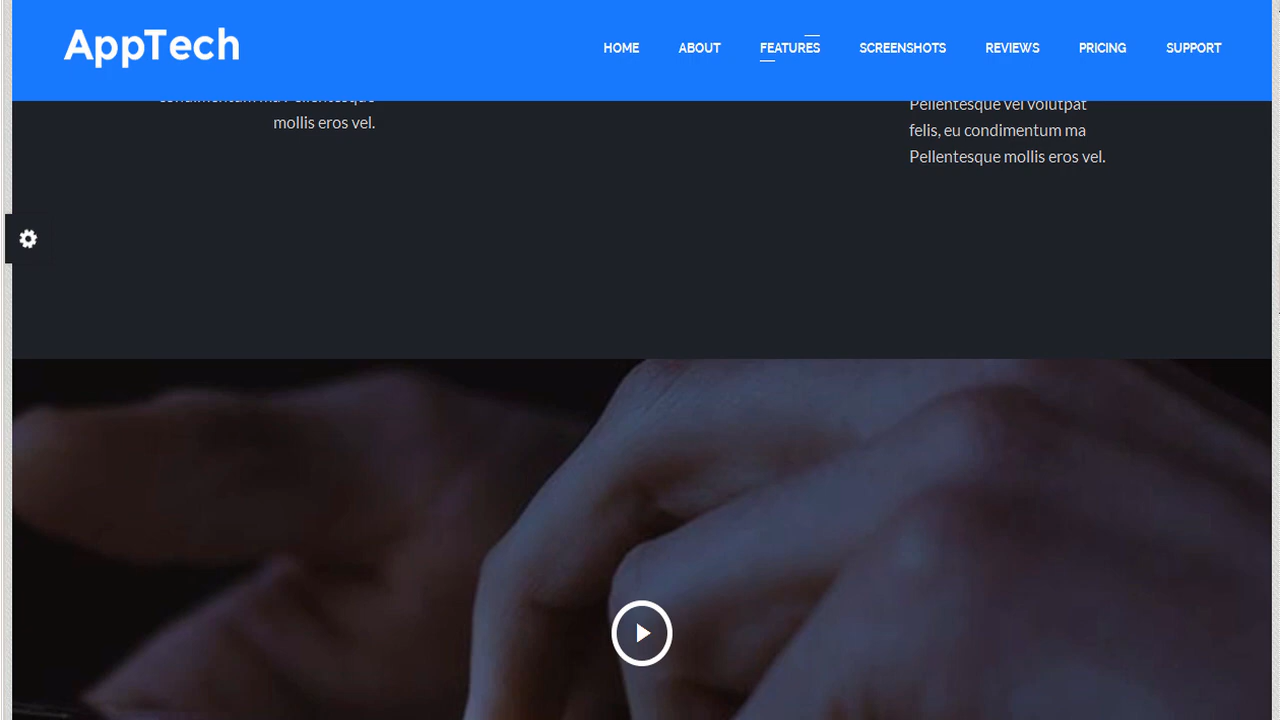 AppTech
HOME ABOUT FEATURES SCREENSHOTS REVIEWS PRICING SUPPORT
mollis eros vel.
Pellentesque vel volutpat
felis, eu condimentum ma
Pellentesque mollis eros vel.